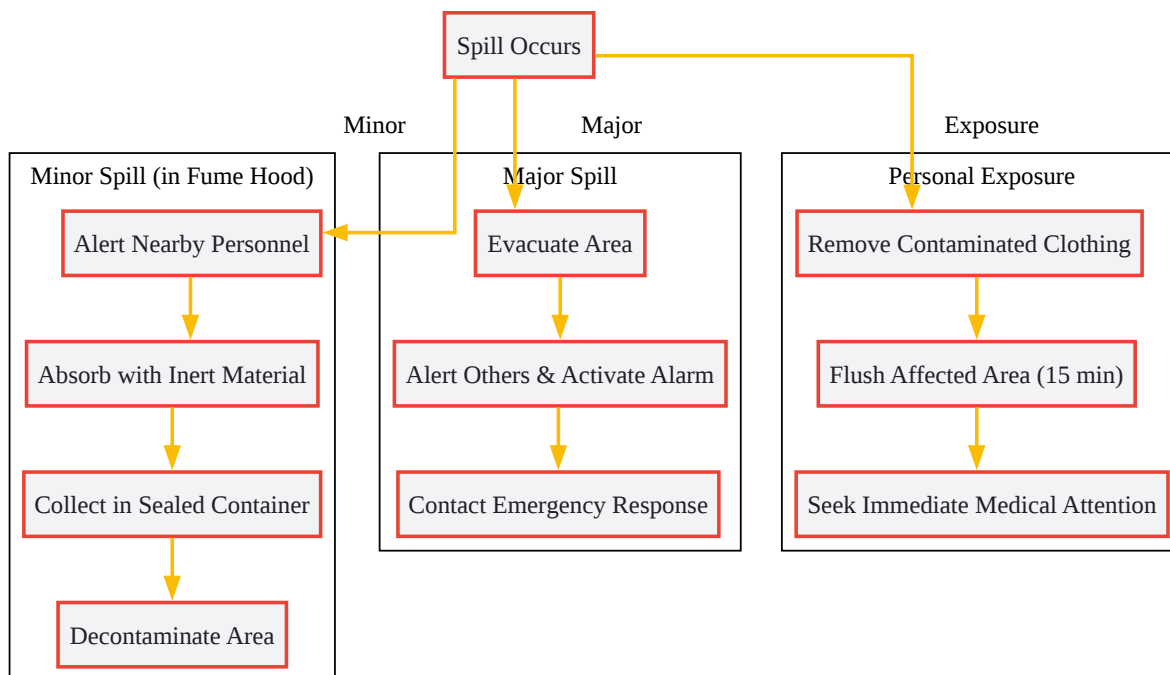 Spill Occurs
Minor
Major
Exposure
Minor Spill (in Fume Hood)
Alert Nearby Personnel
Absorb with Inert Material
Collect in Sealed Container
Decontaminate Area
Major Spill
Evacuate Area
Alert Others & Activate Alarm
Contact Emergency Response
Personal Exposure
Remove Contaminated Clothing
Flush Affected Area (15 min)
Seek Immediate Medical Attention